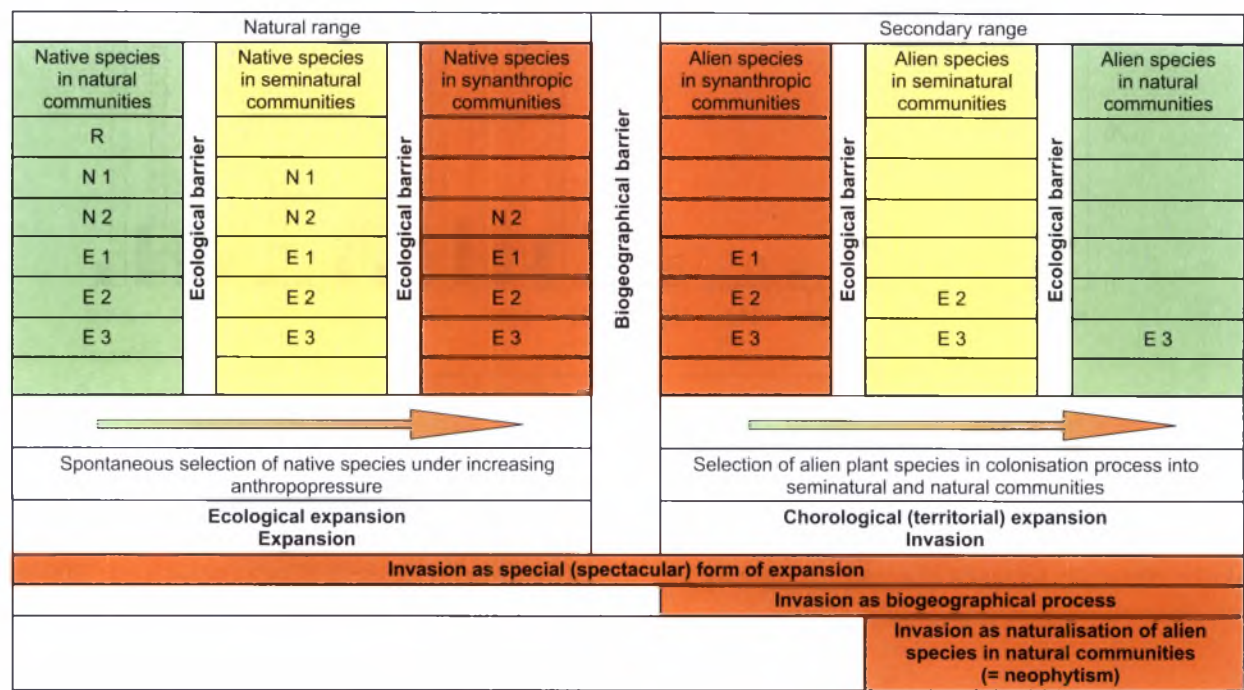 Natural range
Secondary range
Native species
in natural
communities
Ecological barrier
Native species
in seminatural
communities
Ecological barrier
Native species
in synanthropic
communities
Biogeographical barrier
Alien species
in synanthropic
communities
Ecological barrier
Alien species
in seminatural
communities
Ecological barrier
Alien species
in natural
communities
R
N 1 N 1
N 2 N 2 N 2
E 1 E 1 E 1 E 1
E 2 E 2 E 2 E 2 E 2
E 3 E 3 E 3 E 3 E 3 E 3
Spontaneous selection of native species under increasing
anthropopressure
Selection of alien plant species in colonisation process into
seminatural and natural communities
Ecological expansion
Expansion
Chorological (territorial) expansion
Invasion
Invasion as special (spectacular) form of expansion
Invasion as biogeographical process
Invasion as naturalisation of alien
species in natural communities
(= neophytism)